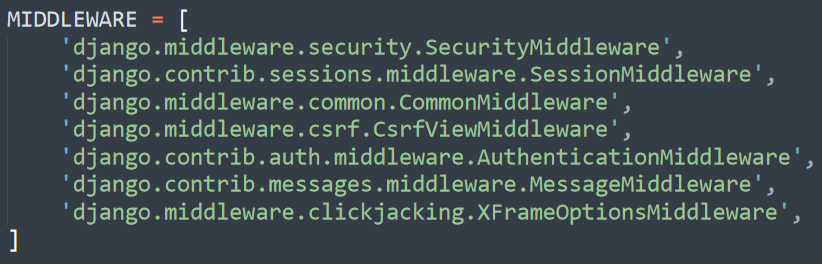 MIDDLEWARE = [
    'django.middleware.security.SecurityMiddleware',
    'django.contrib.sessions.middleware.SessionMiddleware',
    'django.middleware.common.CommonMiddleware',
    'django.middleware.csrf.CsrfViewMiddleware',
    'django.contrib.auth.middleware.AuthenticationMiddleware',
    'django.contrib.messages.middleware.MessageMiddleware',
    'django.middleware.clickjacking.XFrameOptionsMiddleware',
]